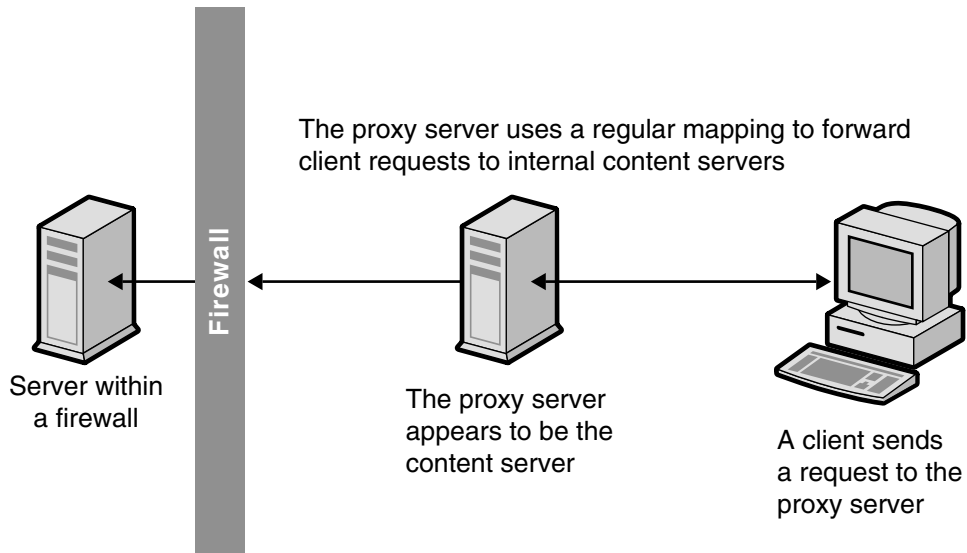 The proxy server uses a regular mapping to forward
client requests to internal content servers
Firewall
Server within
a firewall
The proxy server
appears to be the
content server
A client sends
a request to the
proxy server